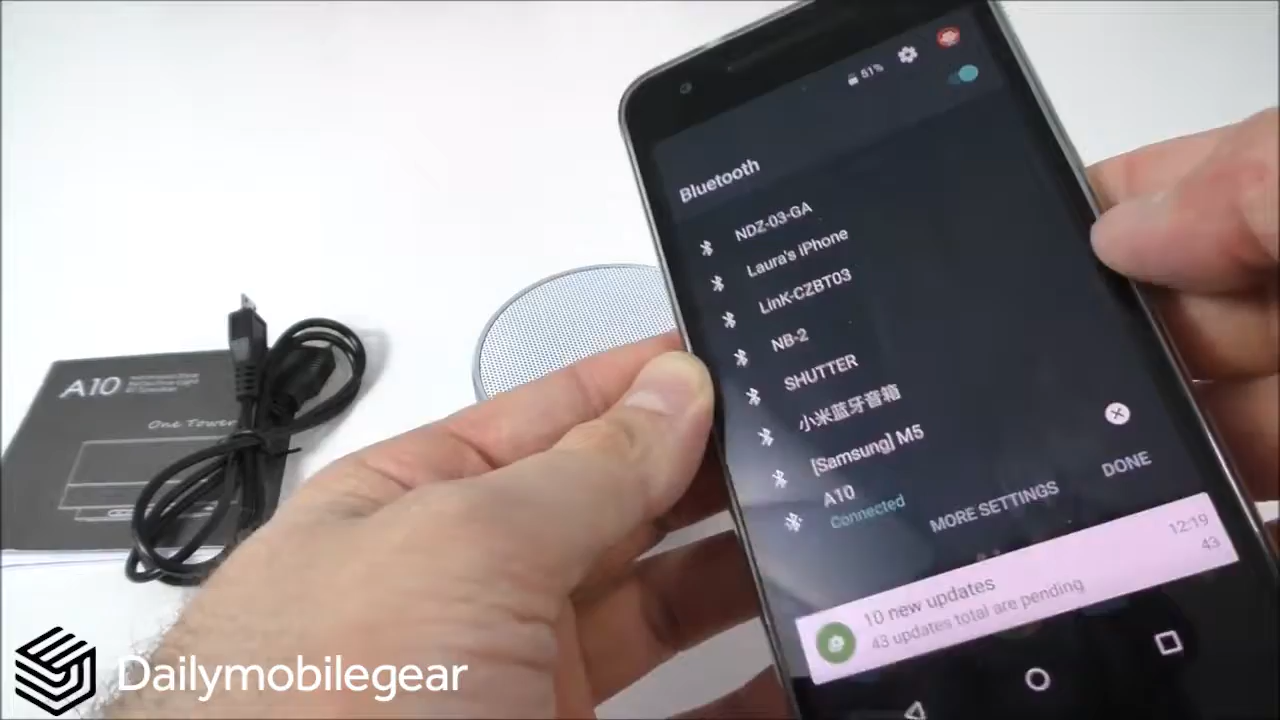 51%
Bluetooth
NDZ-03-GA
Laura's iPhone
LinK-CZBT03
NB-2
SHUTTER
小米蓝牙音箱
[Samsung] M5
A10
Connected
MORE SETTINGS
DONE
12:19
10 new updates
43
43 updates total are pending
A10
One Tower
Dailymobilegear